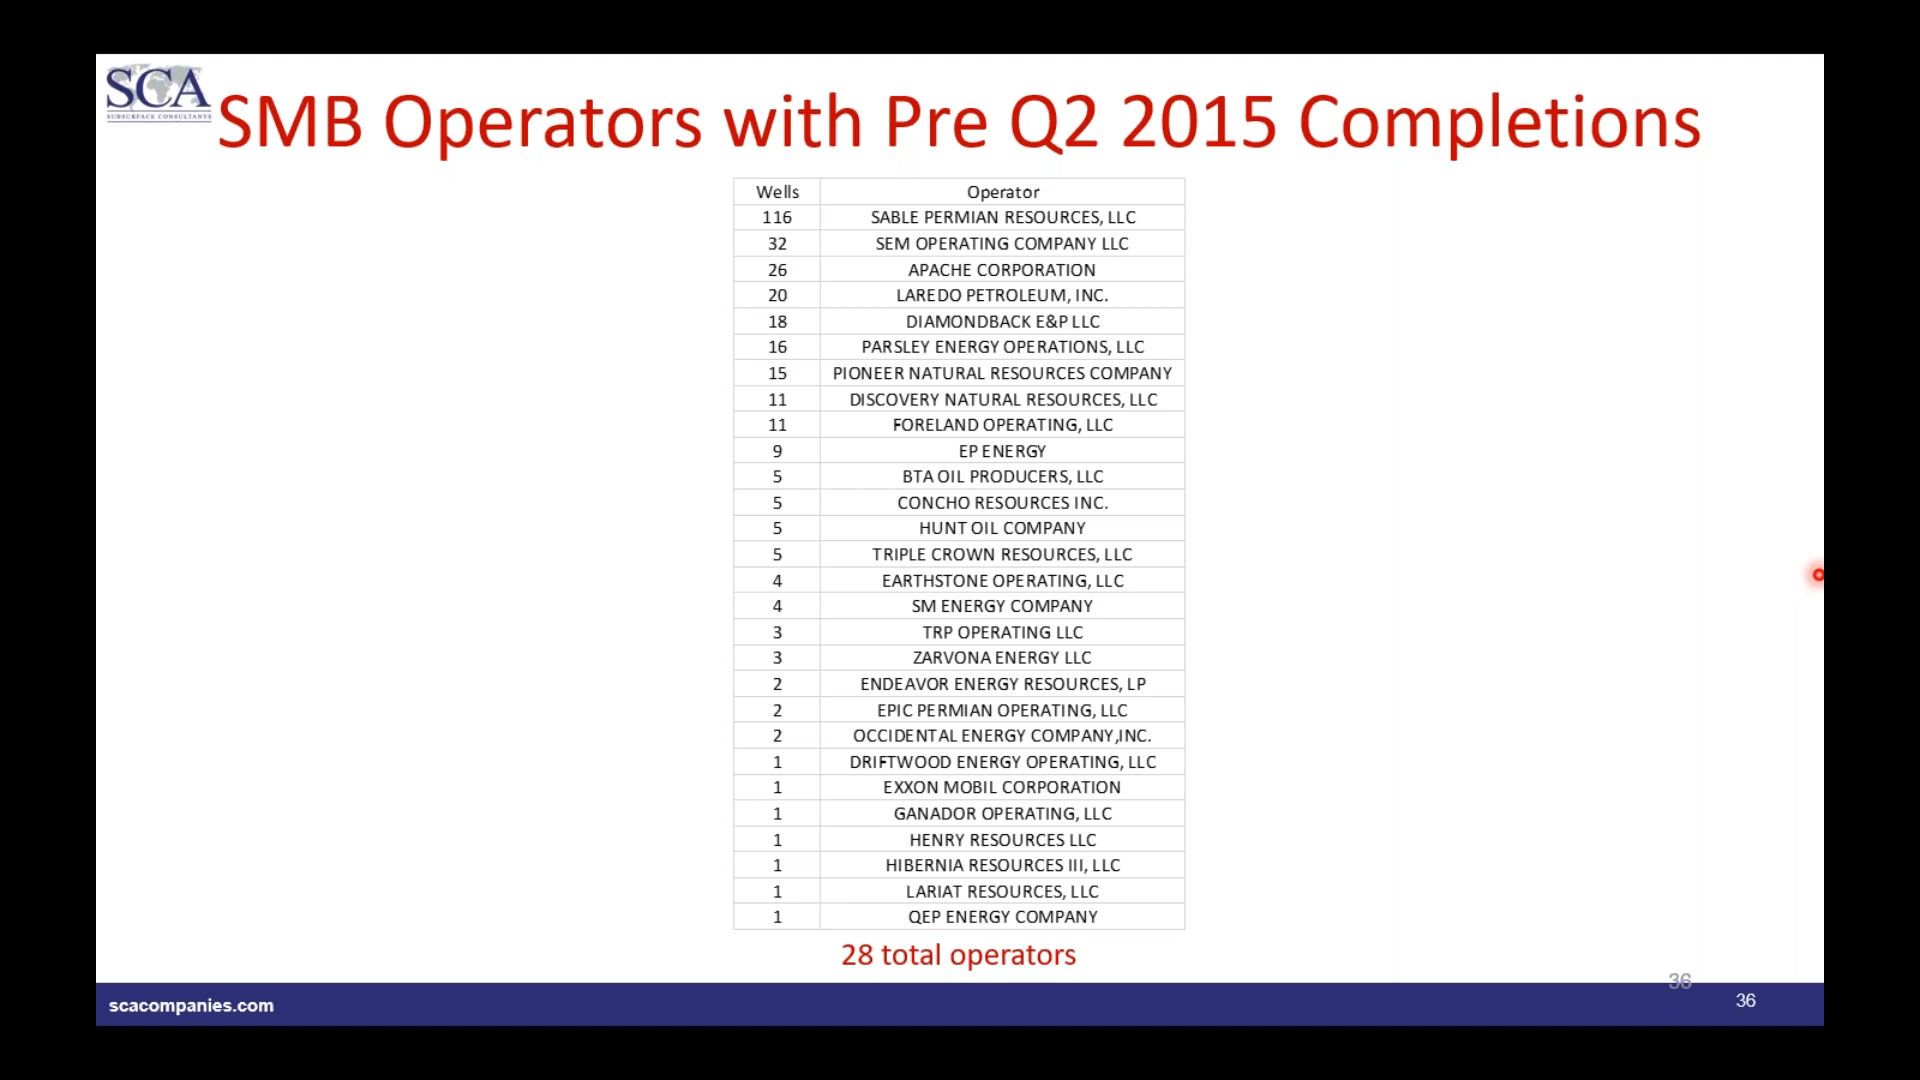 SCA
SUBSURFACE CONSULTANTS
SMB Operators with Pre Q2 2015 Completions
Wells Operator
116 SABLE PERMIAN RESOURCES, LLC
32 SEM OPERATING COMPANY LLC
26 APACHE CORPORATION
20 LAREDO PETROLEUM, INC.
18 DIAMONDBACK E&P LLC
16 PARSLEY ENERGY OPERATIONS, LLC
15 PIONEER NATURAL RESOURCES COMPANY
11 DISCOVERY NATURAL RESOURCES, LLC
11 FORELAND OPERATING, LLC
9 EP ENERGY
5 BTA OIL PRODUCERS, LLC
5 CONCHO RESOURCES INC.
5 HUNT OIL COMPANY
5 TRIPLE CROWN RESOURCES, LLC
4 EARTHSTONE OPERATING, LLC
4 SM ENERGY COMPANY
3 TRP OPERATING LLC
3 ZARVONA ENERGY LLC
2 ENDEAVOR ENERGY RESOURCES, LP
2 EPIC PERMIAN OPERATING, LLC
2 OCCIDENTAL ENERGY COMPANY,INC.
1 DRIFTWOOD ENERGY OPERATING, LLC
1 EXXON MOBIL CORPORATION
1 GANADOR OPERATING, LLC
1 HENRY RESOURCES LLC
1 HIBERNIA RESOURCES III, LLC
1 LARIAT RESOURCES, LLC
1 QEP ENERGY COMPANY
28 total operators
36
scacompanies.com
36